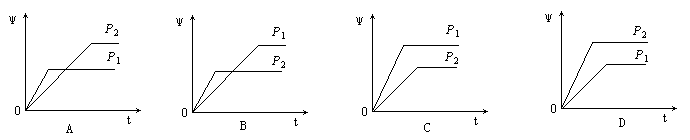 Ψ P₂ P₁ 0 t A
Ψ P₁ P₂ 0 t B
Ψ P₁ P₂ 0 t C
Ψ P₂ P₁ 0 t D